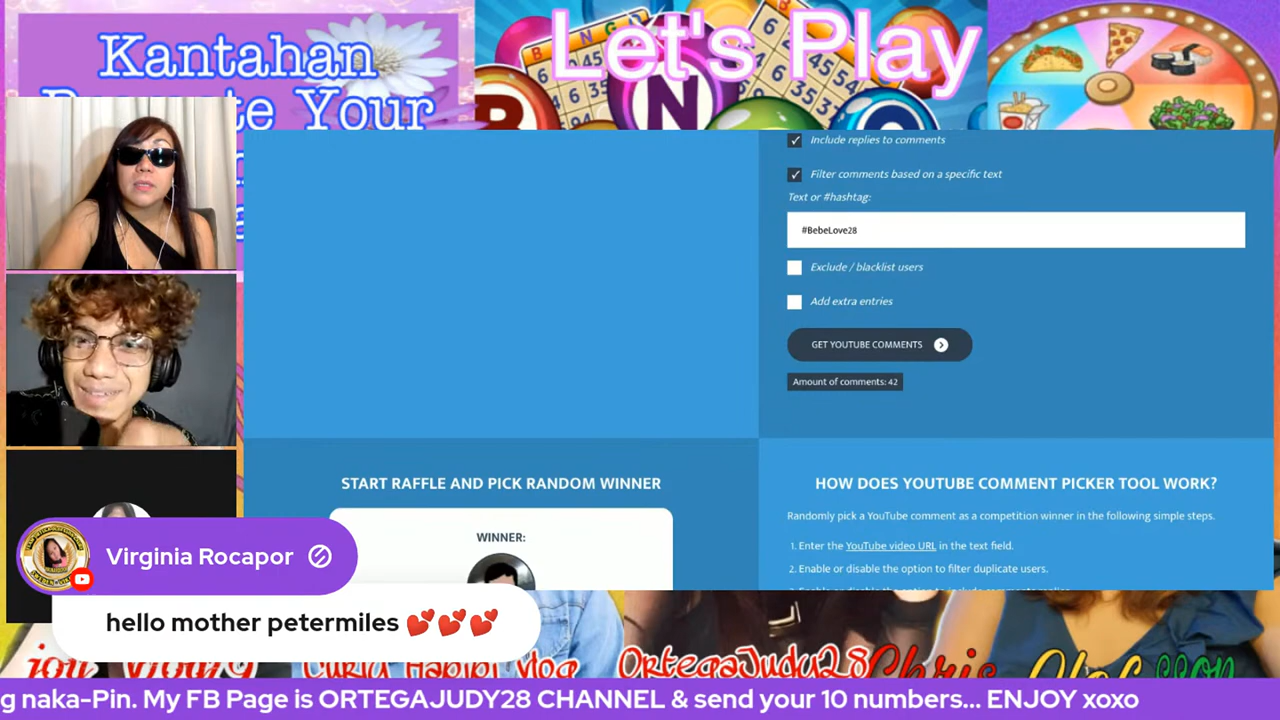 Kantahan
Your
Let's Play
B I N G
N
Include replies to comments
Filter comments based on a specific text
Text or #hashtag:
#BebeLove28
Exclude / blacklist users
Add extra entries
GET YOUTUBE COMMENTS
Amount of comments: 42
START RAFFLE AND PICK RANDOM WINNER
WINNER:
HOW DOES YOUTUBE COMMENT PICKER TOOL WORK?
Randomly pick a YouTube comment as a competition winner in the following simple steps.
1. Enter the YouTube video URL in the text field.
2. Enable or disable the option to filter duplicate users.
Virginia Rocapor
hello mother petermiles 💕💕💕
OrtegaJudy28
g naka-Pin. My FB Page is ORTEGAJUDY28 CHANNEL & send your 10 numbers... ENJOY xoxo